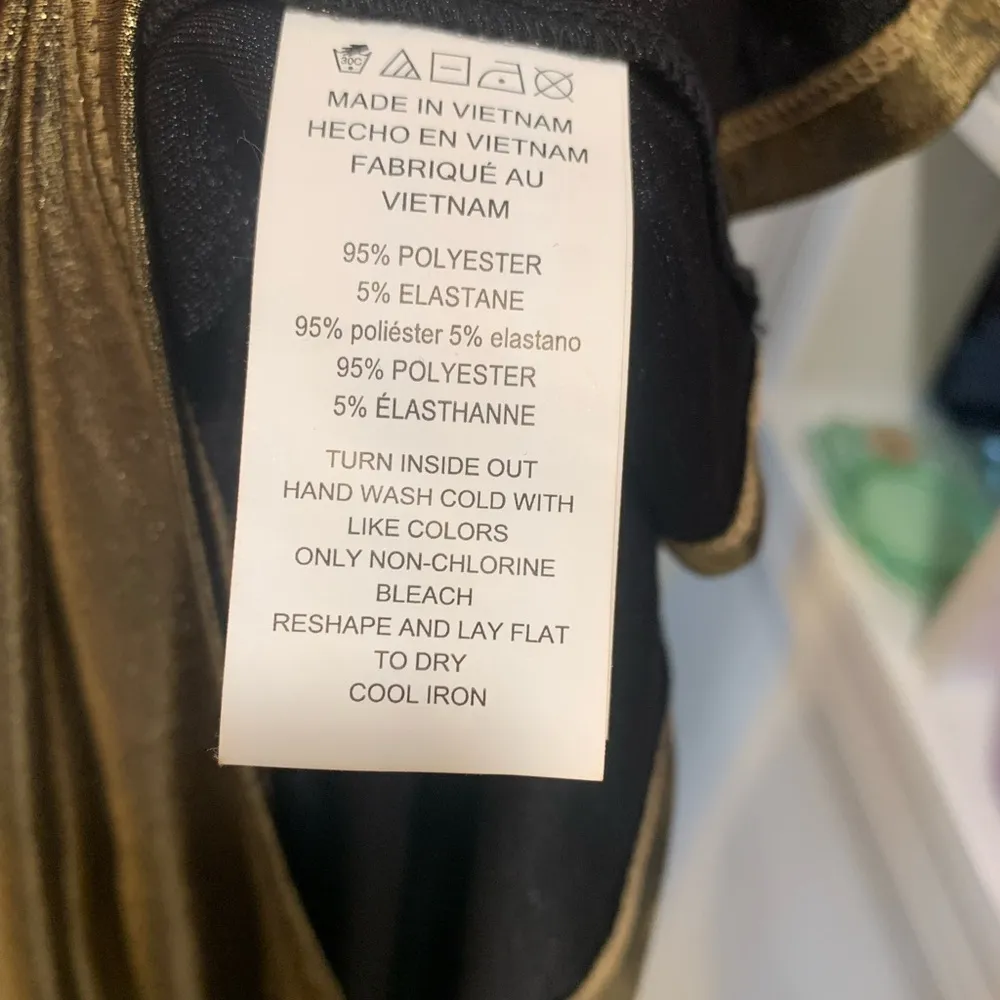 30C
MADE IN VIETNAM
HECHO EN VIETNAM
FABRIQUÉ AU
VIETNAM
95% POLYESTER
5% ELASTANE
95% poliéster 5% elastano
95% POLYESTER
5% ÉLASTHANNE
TURN INSIDE OUT
HAND WASH COLD WITH
LIKE COLORS
ONLY NON-CHLORINE
BLEACH
RESHAPE AND LAY FLAT
TO DRY
COOL IRON